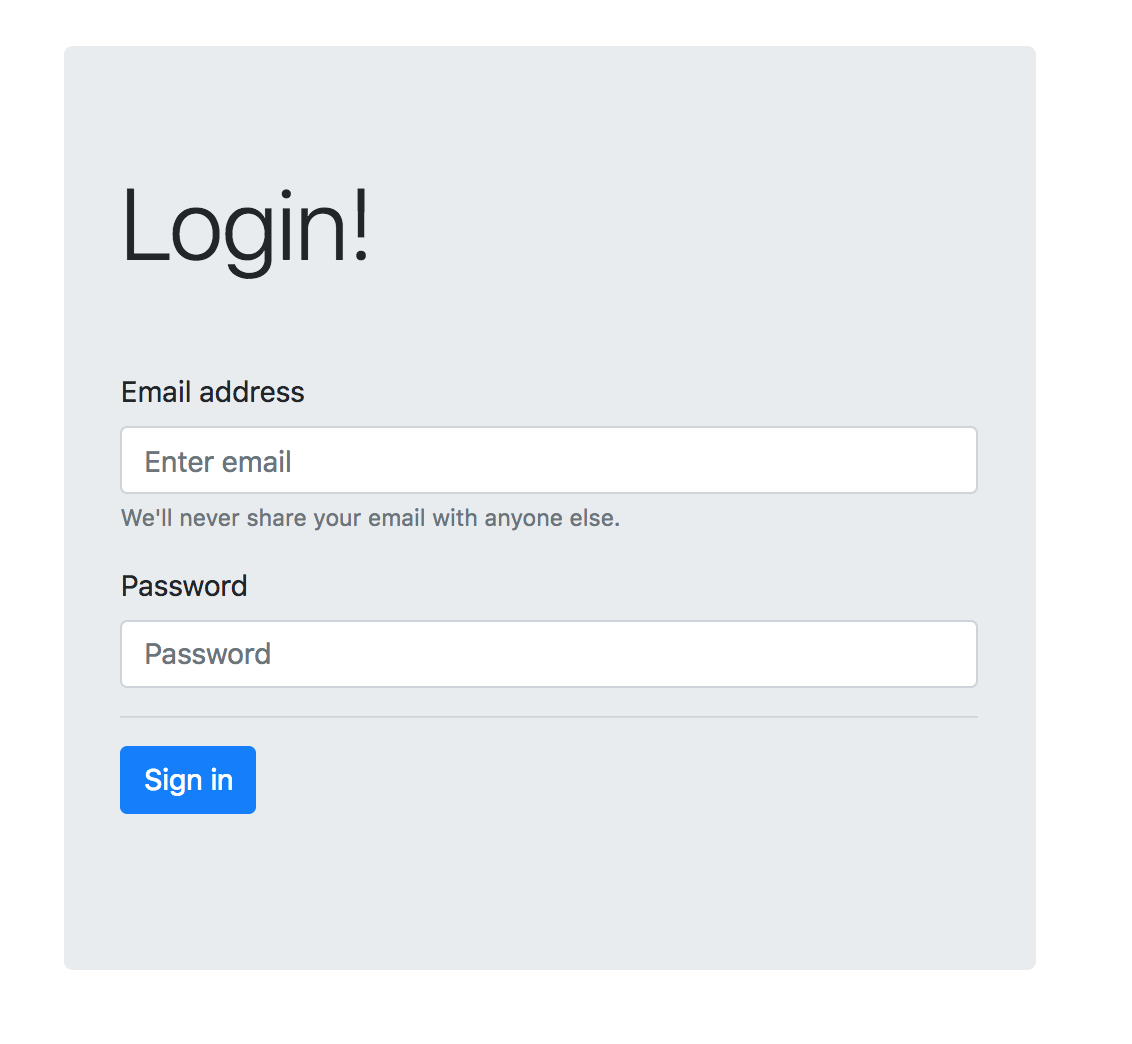 Login!
Email address
Enter email
We'll never share your email with anyone else.
Password
Password
Sign in